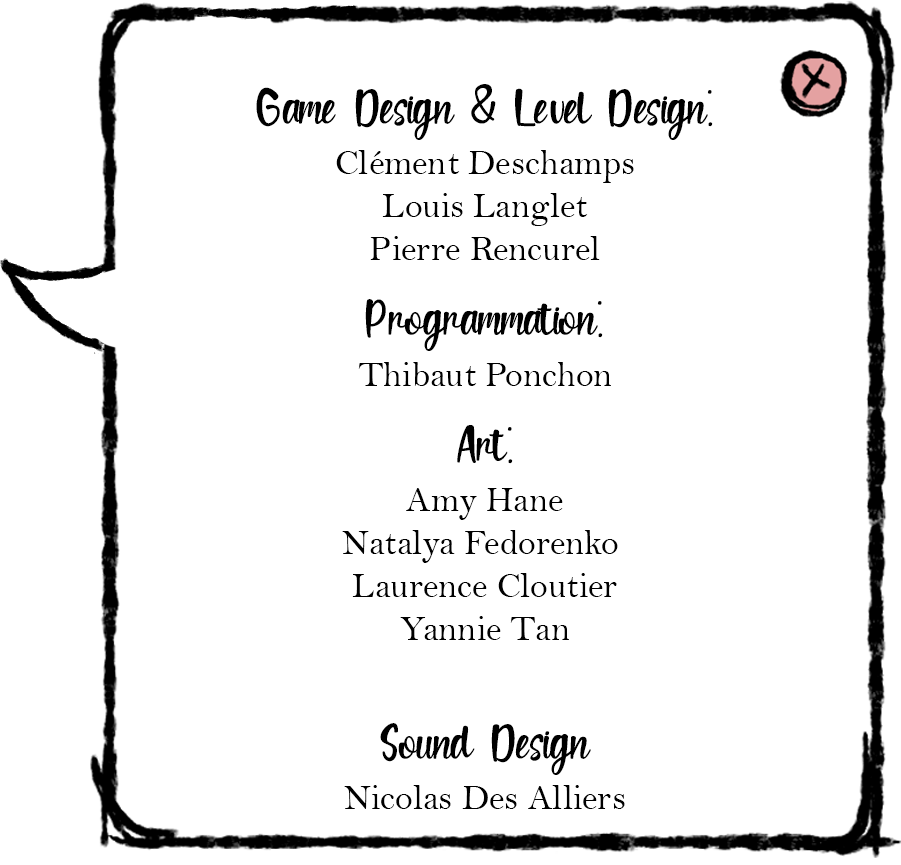 Game Design & Level Design:
Clément Deschamps
Louis Langlet
Pierre Rencurel
Programmation:
Thibaut Ponchon
Art:
Amy Hane
Natalya Fedorenko
Laurence Cloutier
Yannie Tan
Sound Design
Nicolas Des Alliers